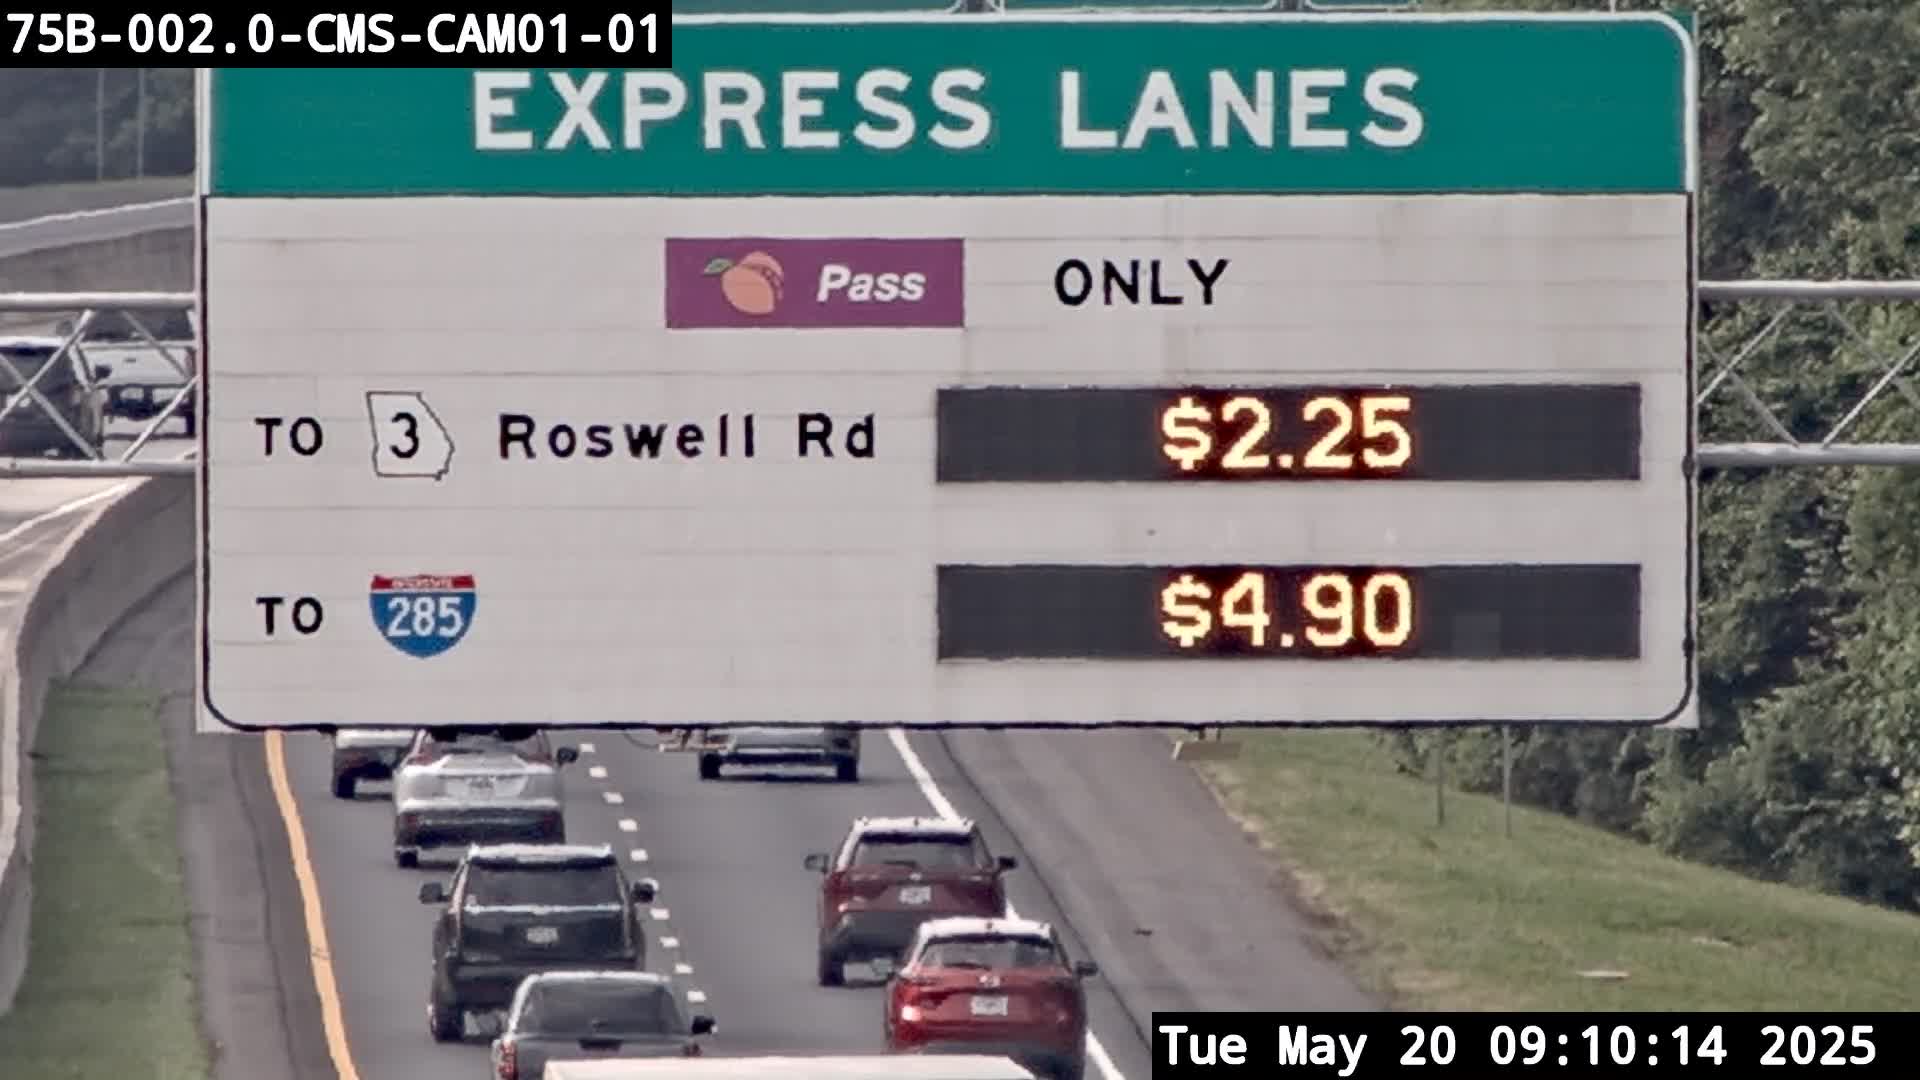 75B-002.0-CMS-CAM01-01
EXPRESS LANES
Pass ONLY
TO 3 Roswell Rd $2.25
INTERSTATE
TO 285 $4.90
Tue May 20 09:10:14 2025